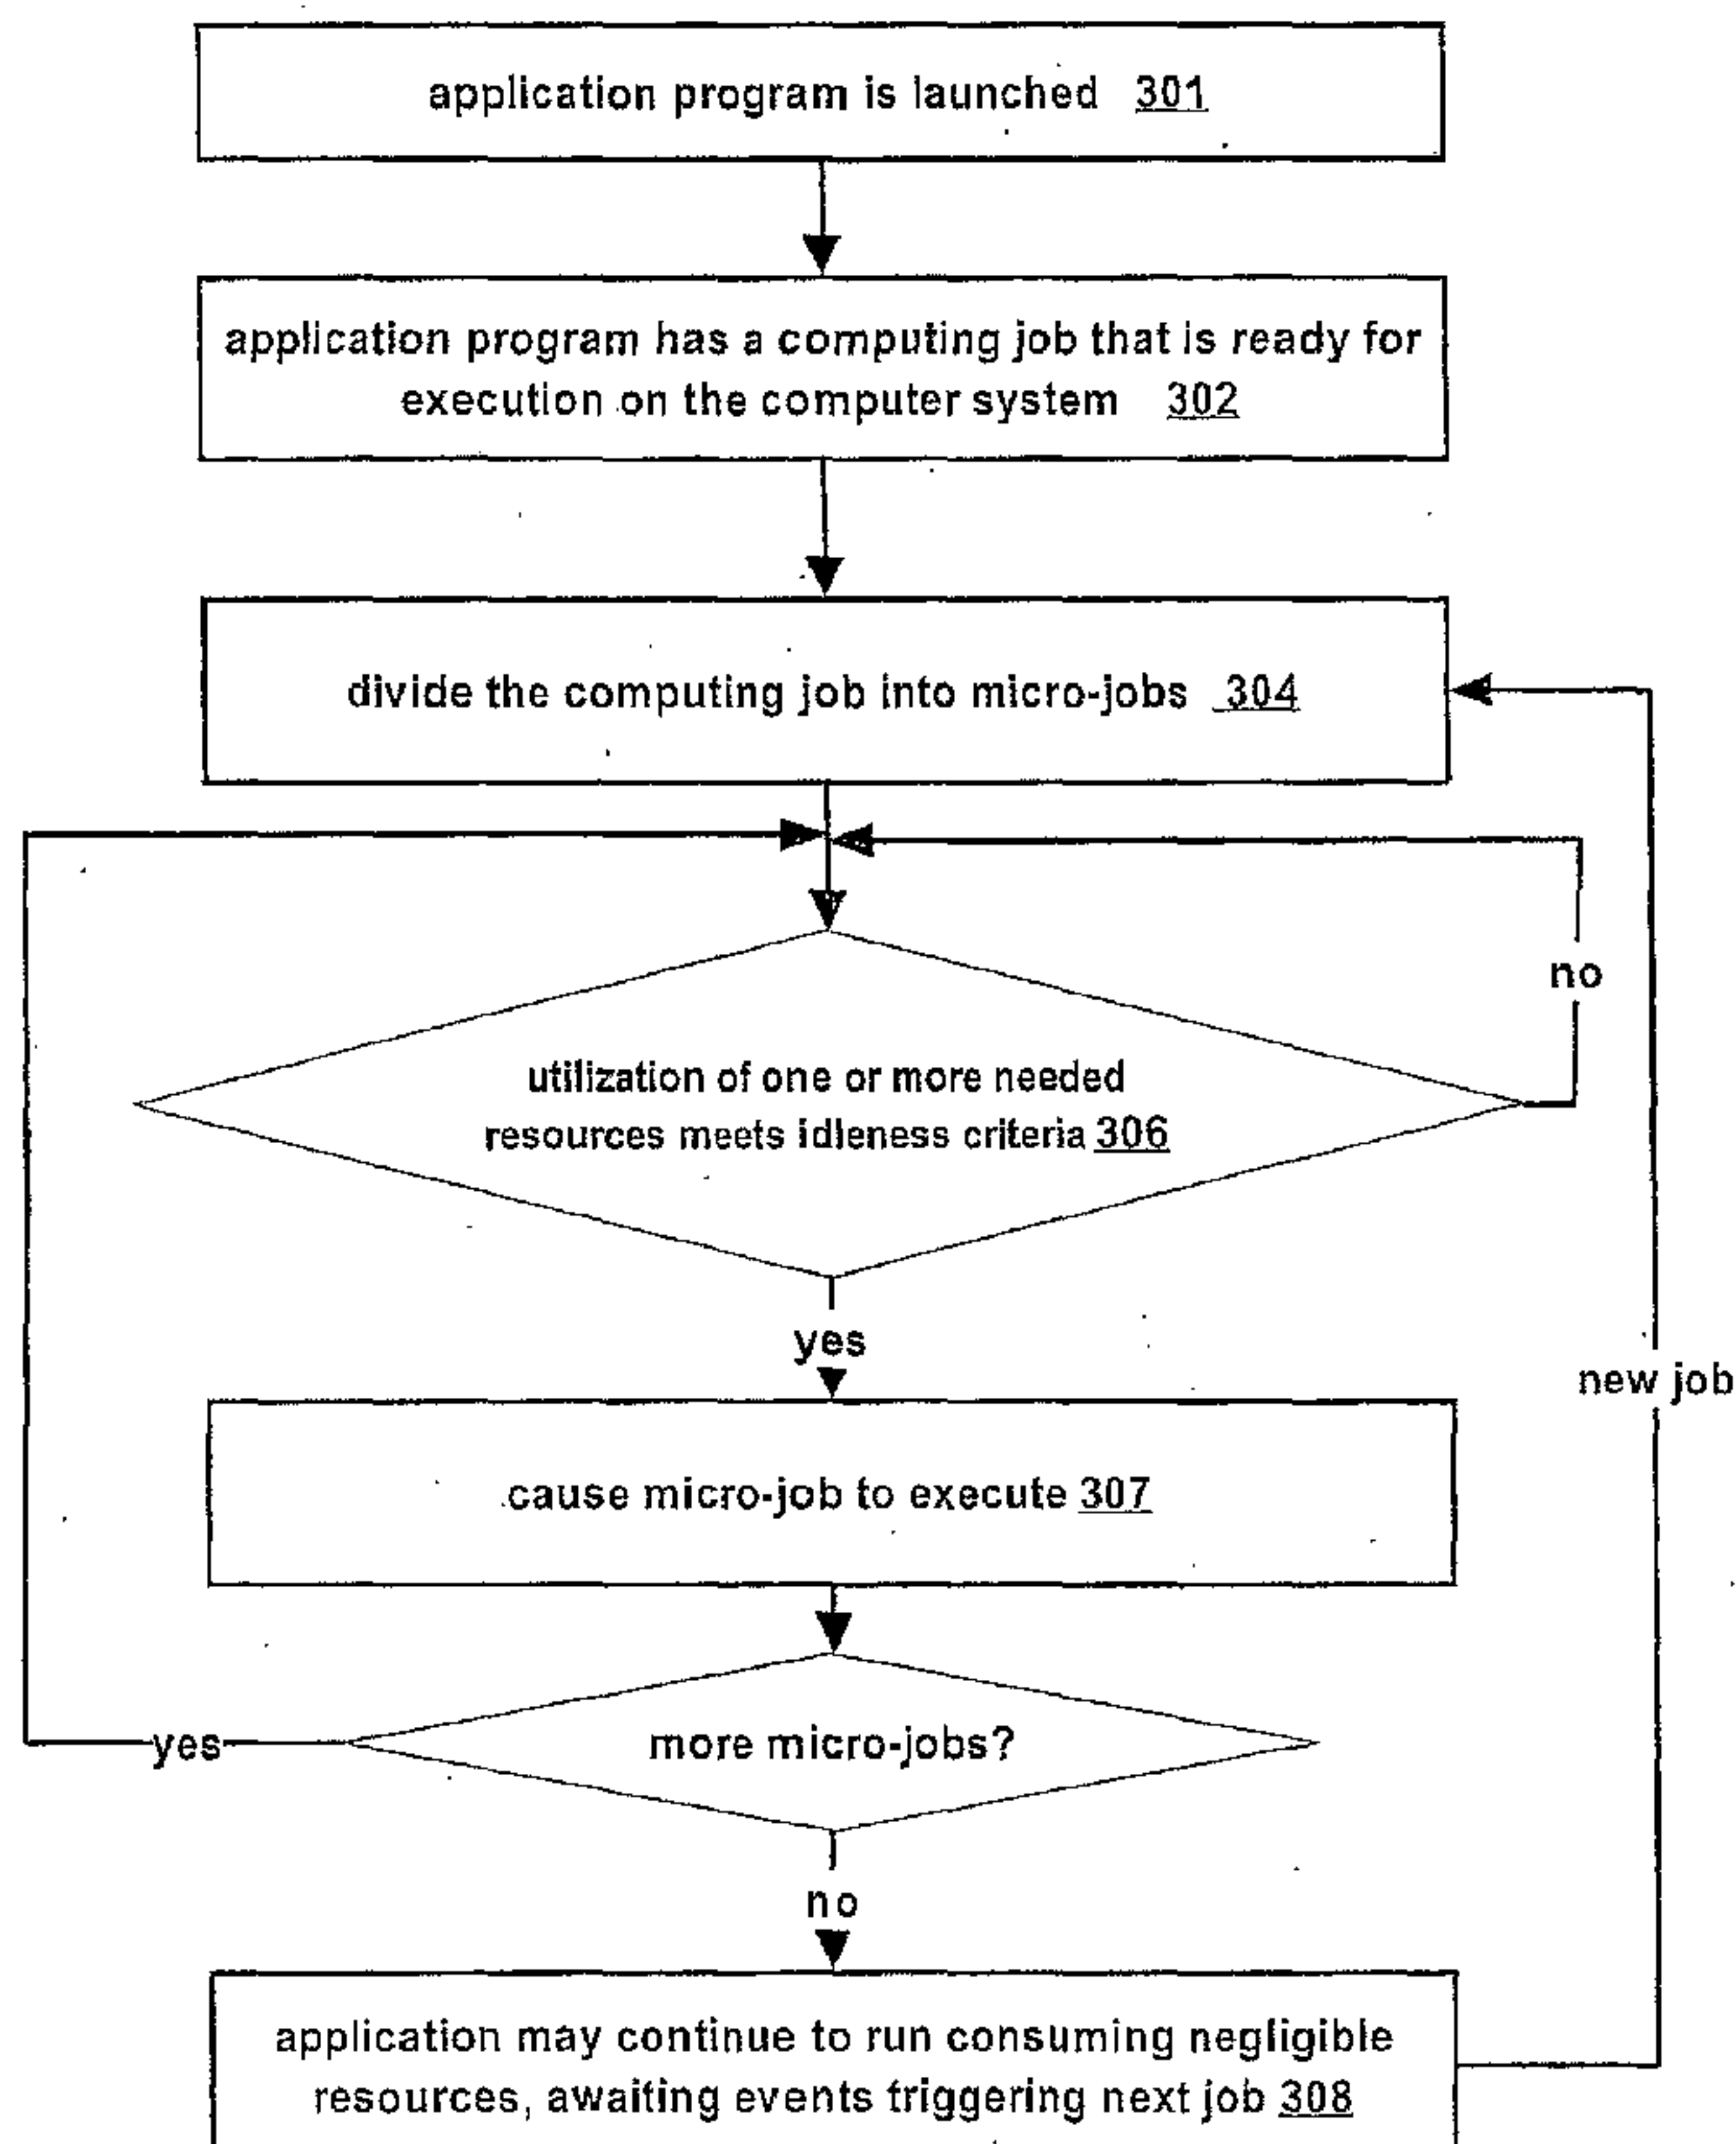 application program is launched 301
application program has a computing job that is ready for
execution on the computer system 302
divide the computing job into micro-jobs 304
no
utilization of one or more needed
resources meets idleness criteria 306
yes
new job
cause micro-job to execute 307
more micro-jobs?
yes
no
application may continue to run consuming negligible
resources, awaiting events triggering next job 308